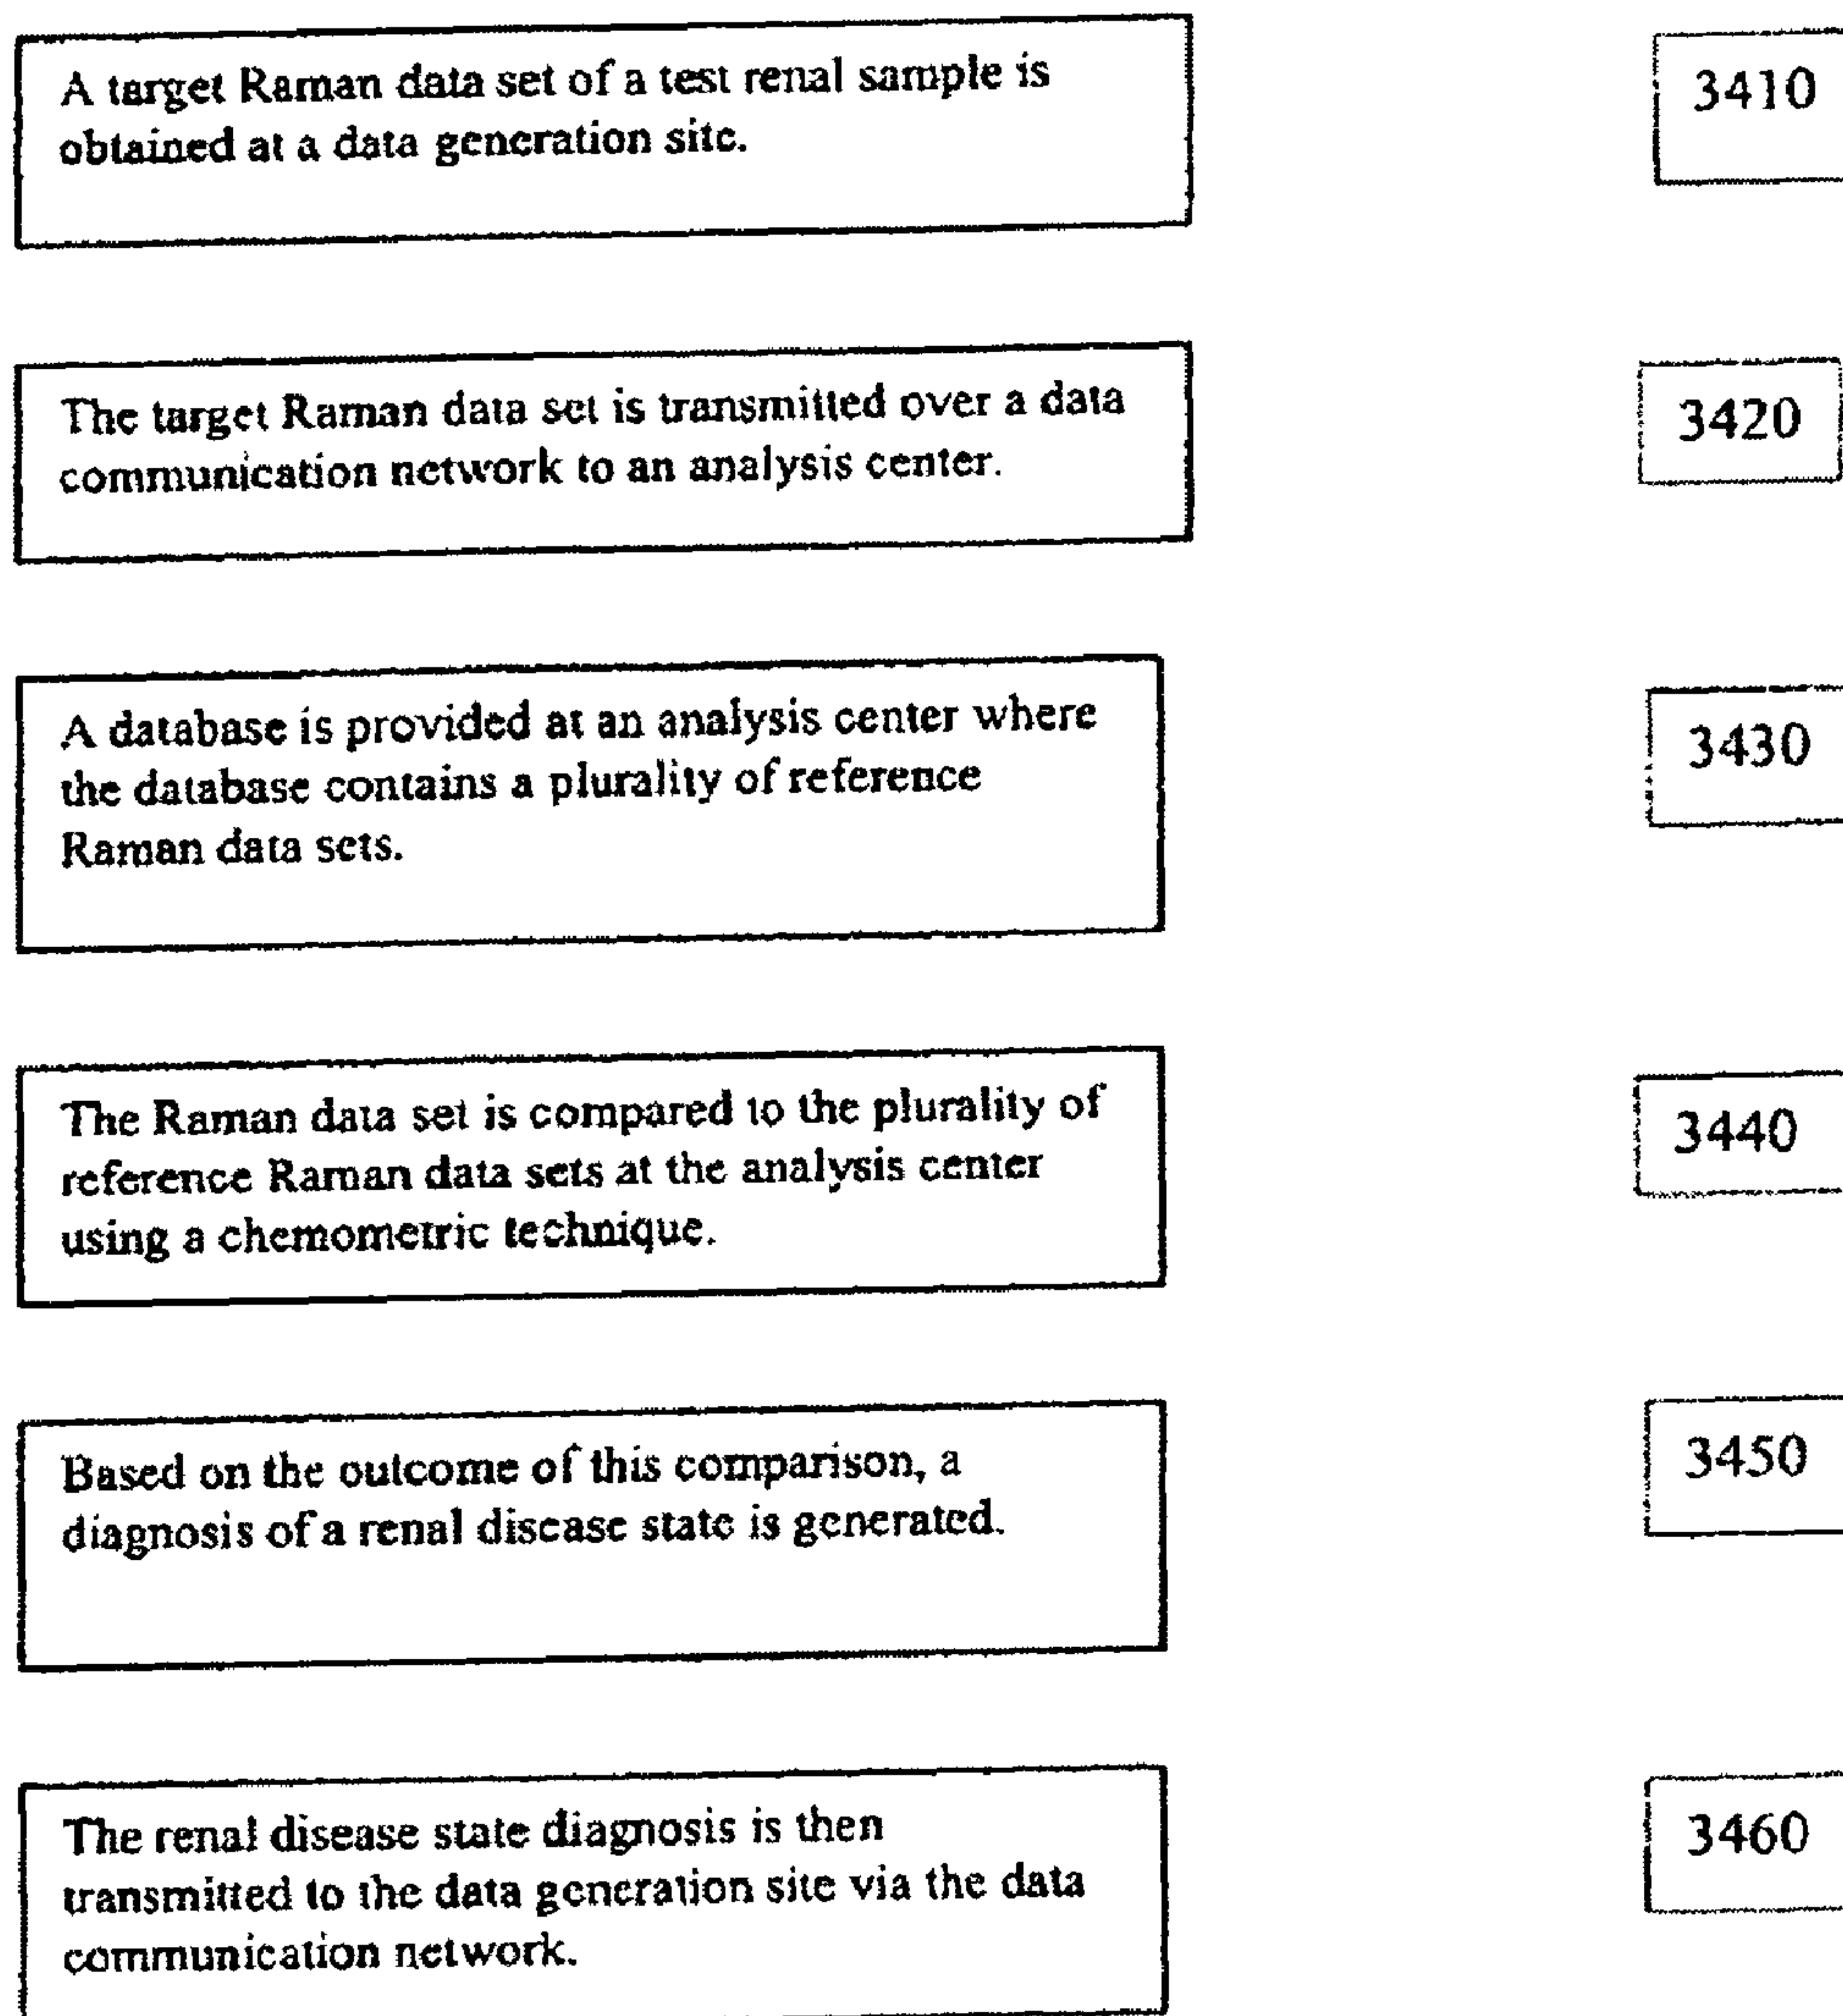 A target Raman data set of a test renal sample is
obtained at a data generation site.
3410
The target Raman data set is transmitted over a data
communication network to an analysis center.
3420
A database is provided at an analysis center where
the database contains a plurality of reference
Raman data sets.
3430
The Raman data set is compared to the plurality of
reference Raman data sets at the analysis center
using a chemometric technique.
3440
Based on the outcome of this comparison, a
diagnosis of a renal disease state is generated.
3450
The renal disease state diagnosis is then
transmitted to the data generation site via the data
communication network.
3460